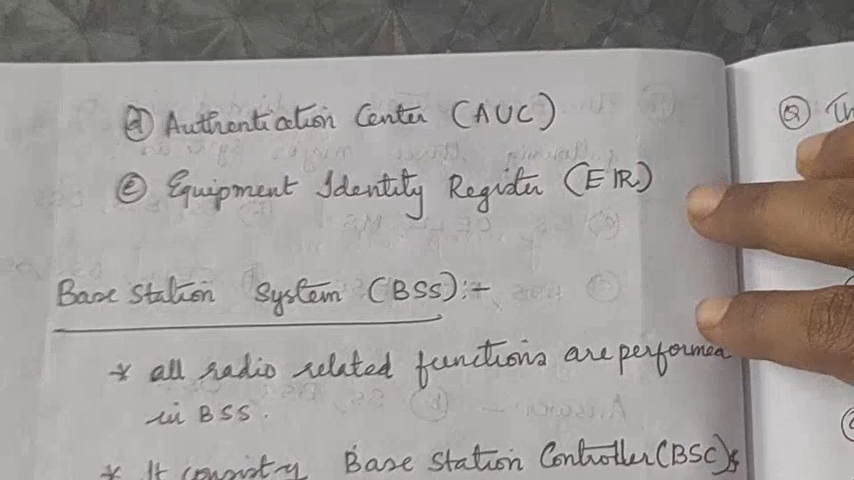 (d) Authentication Center (AUC)
(e) Equipment Identity Register (EIR)
Base Station System (BSS):-
* all radio related functions are performed
in BSS.
* It consists Base Station Controller (BSC) &
(Q) Th